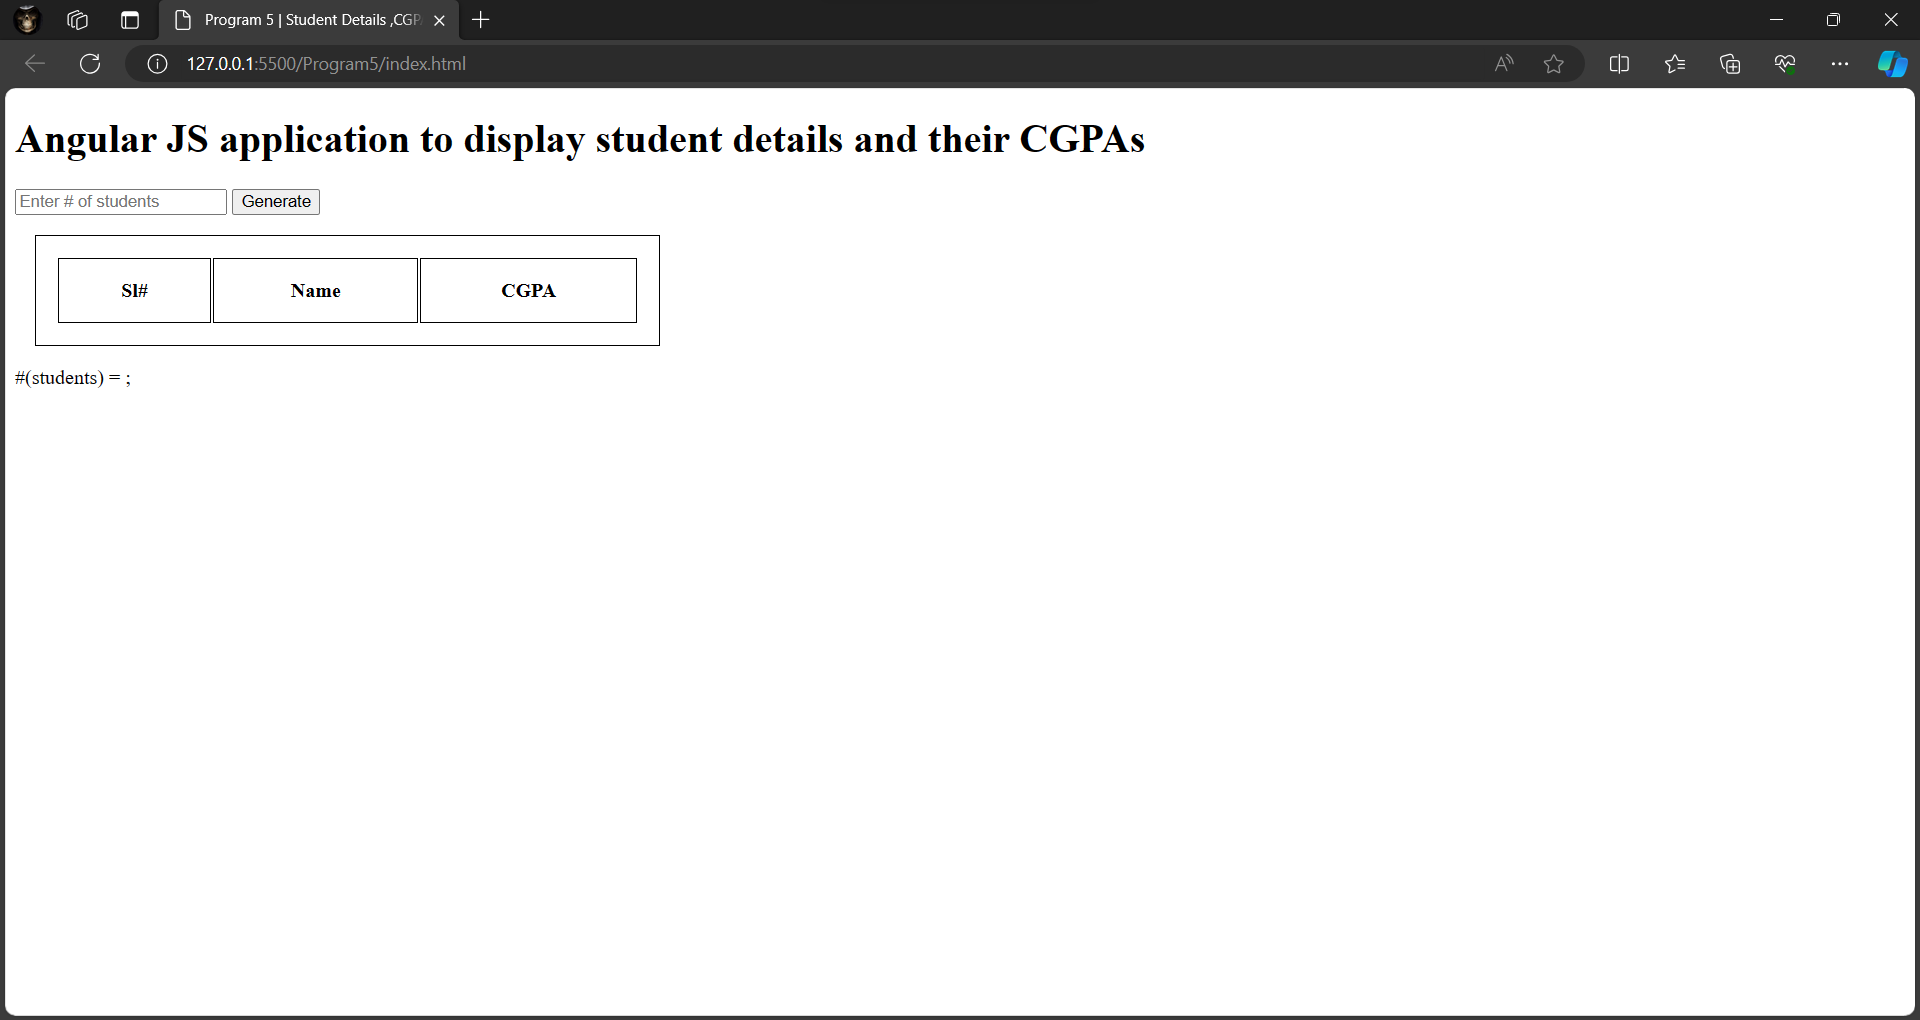 Program 5 | Student Details ,CGP
127.0.0.1:5500/Program5/index.html
Angular JS application to display student details and their CGPAs
Enter # of students Generate
Sl# Name CGPA
#(students) = ;